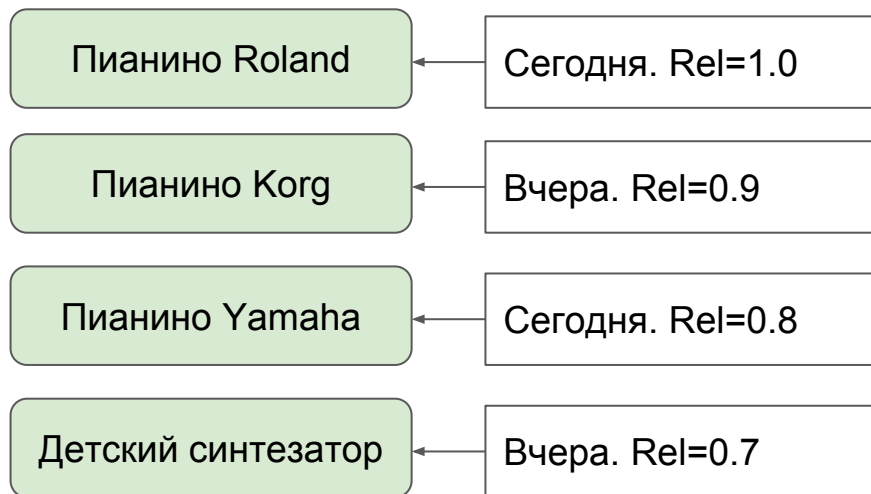 Пианино Roland
Сегодня. Rel=1.0
Пианино Korg
Вчера. Rel=0.9
Пианино Yamaha
Сегодня. Rel=0.8
Детский синтезатор
Вчера. Rel=0.7